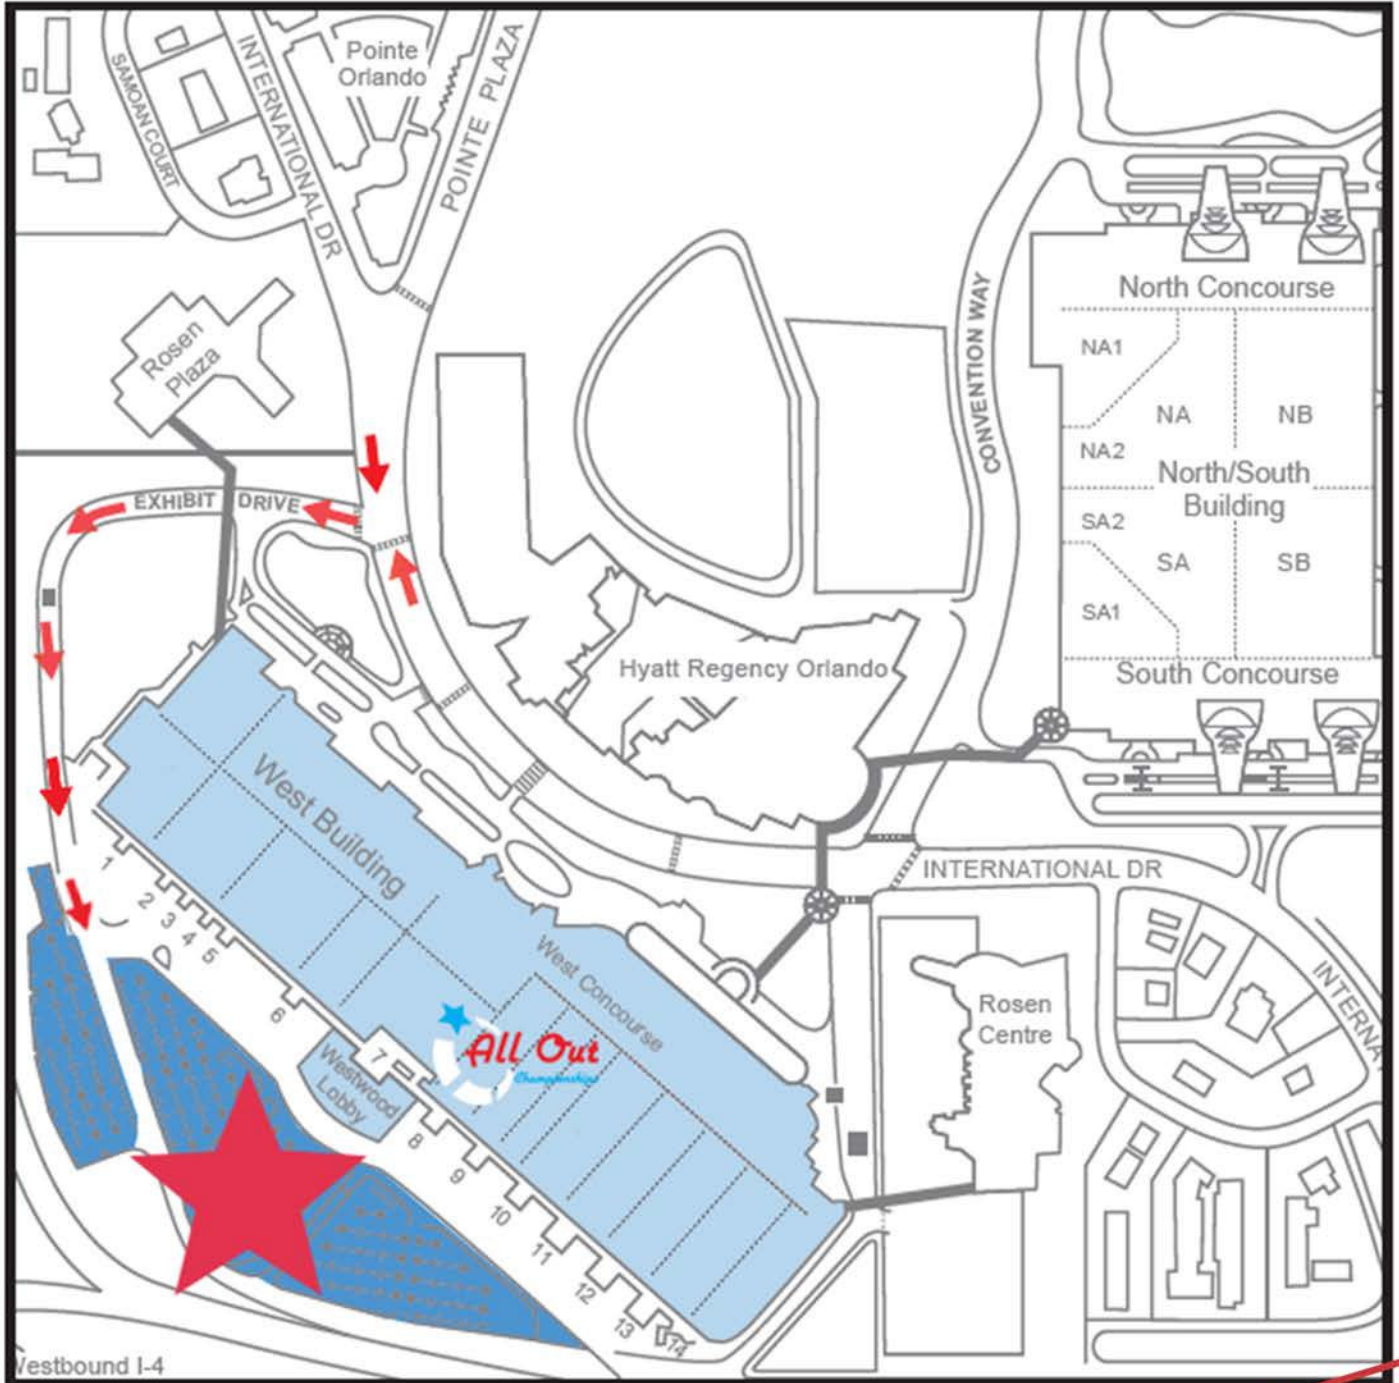 Pointe
Orlando
SAMOAN COURT
INTERNATIONAL DR
POINTE PLAZA
North Concourse
Rosen
Plaza
CONVENTION WAY
NA1
NA
NB
NA2
North/South
Building
EXHIBIT DRIVE
SA2
SA
SB
SA1
Hyatt Regency Orlando
South Concourse
West Building
INTERNATIONAL DR
1
2
3
4
5
6
West Concourse
INTERNA
Rosen
Centre
All Out
Championships
7
Westwood
Lobby
8
9
10
11
12
13
14
Westbound I-4